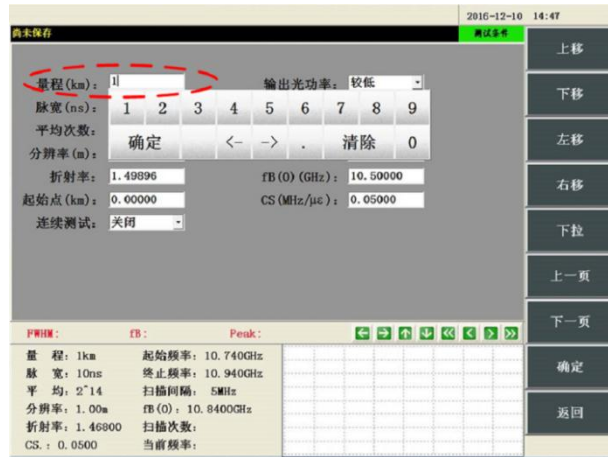 2016-12-10 14:47
尚未保存 测试条件
量程(km): 1 输出光功率: 较低
脉宽(ns): 1 2 3 4 5 6 7 8 9
平均次数: 确定 <- -> . 清除 0
分辨率(m):
折射率: 1.49896 fB(0)(GHz): 10.50000
起始点(km): 0.00000 CS(MHz/με): 0.05000
连续测试: 关闭
上移
下移
左移
右移
下拉
上一页
下一页
确定
返回
FWHM: fB: Peak:
量 程: 1km 起始频率: 10.740GHz
脉 宽: 10ns 终止频率: 10.940GHz
平 均: 2^14 扫描间隔: 5MHz
分辨率: 1.00m fB(0): 10.8400GHz
折射率: 1.46800 扫描次数:
CS.: 0.0500 当前频率: